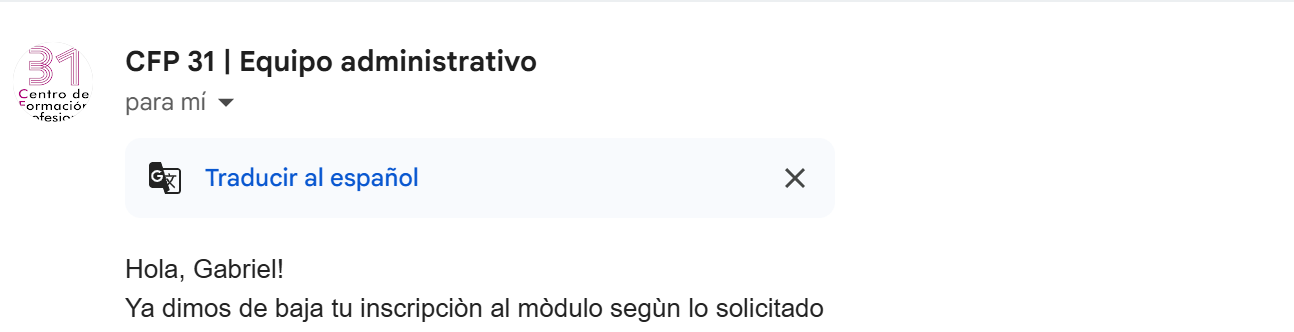 31
Centro de
Formación
ofesion
CFP 31 | Equipo administrativo
para mí
Traducir al español
Hola, Gabriel!
Ya dimos de baja tu inscripciòn al mòdulo segùn lo solicitado